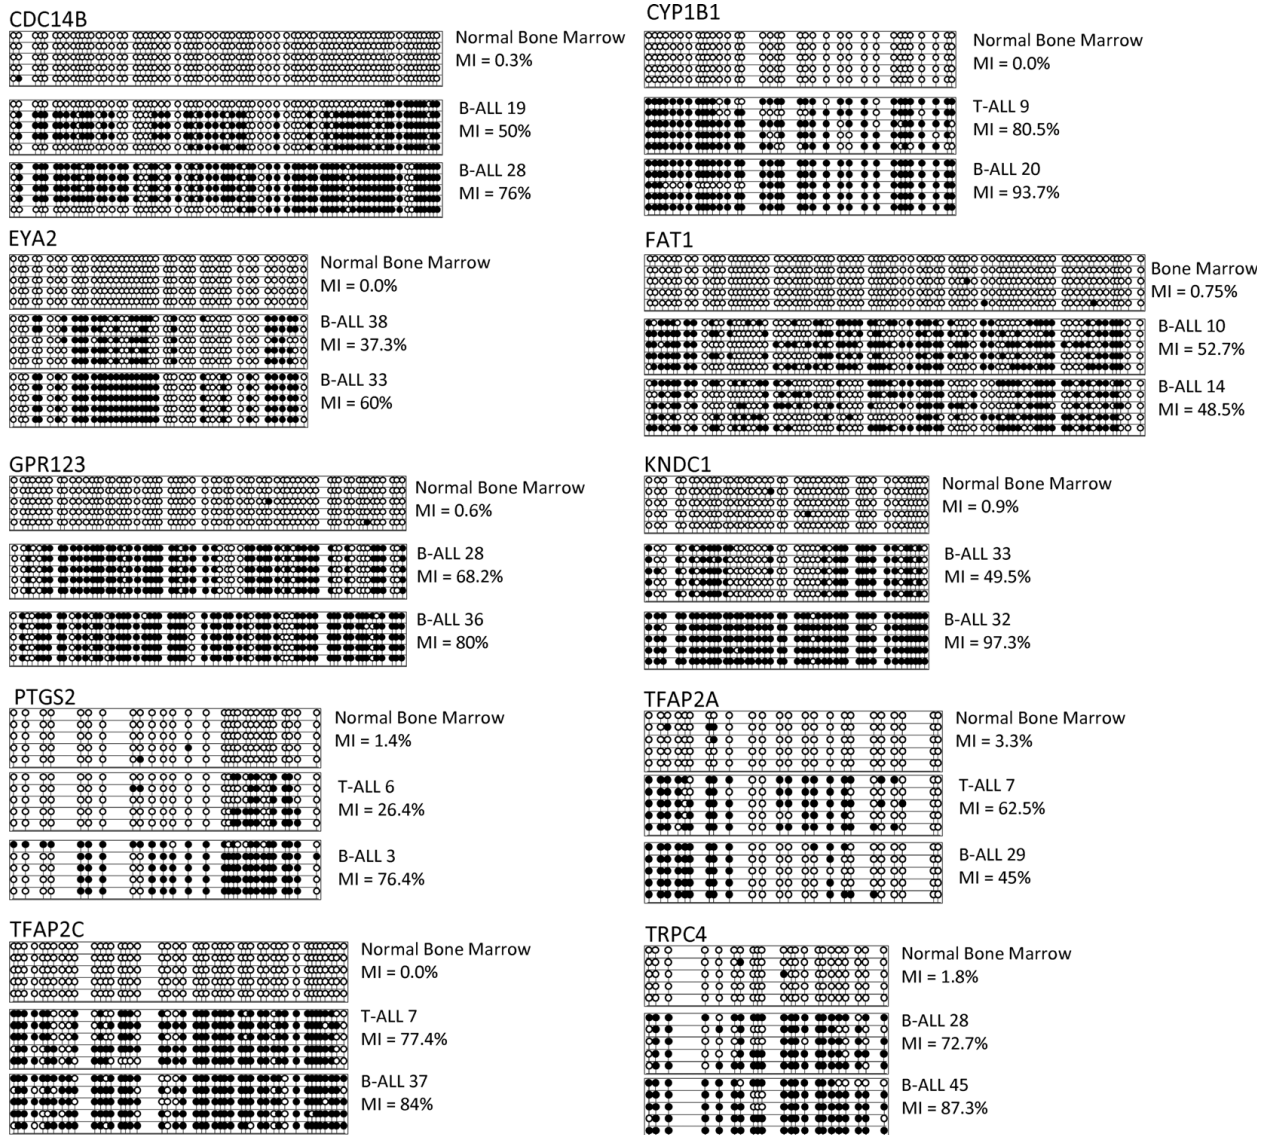 CDC14B
Normal Bone Marrow
MI = 0.3%
B-ALL 19
MI = 50%
B-ALL 28
MI = 76%
CYP1B1
Normal Bone Marrow
MI = 0.0%
T-ALL 9
MI = 80.5%
B-ALL 20
MI = 93.7%
EYA2
Normal Bone Marrow
MI = 0.0%
B-ALL 38
MI = 37.3%
B-ALL 33
MI = 60%
FAT1
Bone Marrow
MI = 0.75%
B-ALL 10
MI = 52.7%
B-ALL 14
MI = 48.5%
GPR123
Normal Bone Marrow
MI = 0.6%
B-ALL 28
MI = 68.2%
B-ALL 36
MI = 80%
KNDC1
Normal Bone Marrow
MI = 0.9%
B-ALL 33
MI = 49.5%
B-ALL 32
MI = 97.3%
PTGS2
Normal Bone Marrow
MI = 1.4%
T-ALL 6
MI = 26.4%
B-ALL 3
MI = 76.4%
TFAP2A
Normal Bone Marrow
MI = 3.3%
T-ALL 7
MI = 62.5%
B-ALL 29
MI = 45%
TFAP2C
Normal Bone Marrow
MI = 0.0%
T-ALL 7
MI = 77.4%
B-ALL 37
MI = 84%
TRPC4
Normal Bone Marrow
MI = 1.8%
B-ALL 28
MI = 72.7%
B-ALL 45
MI = 87.3%